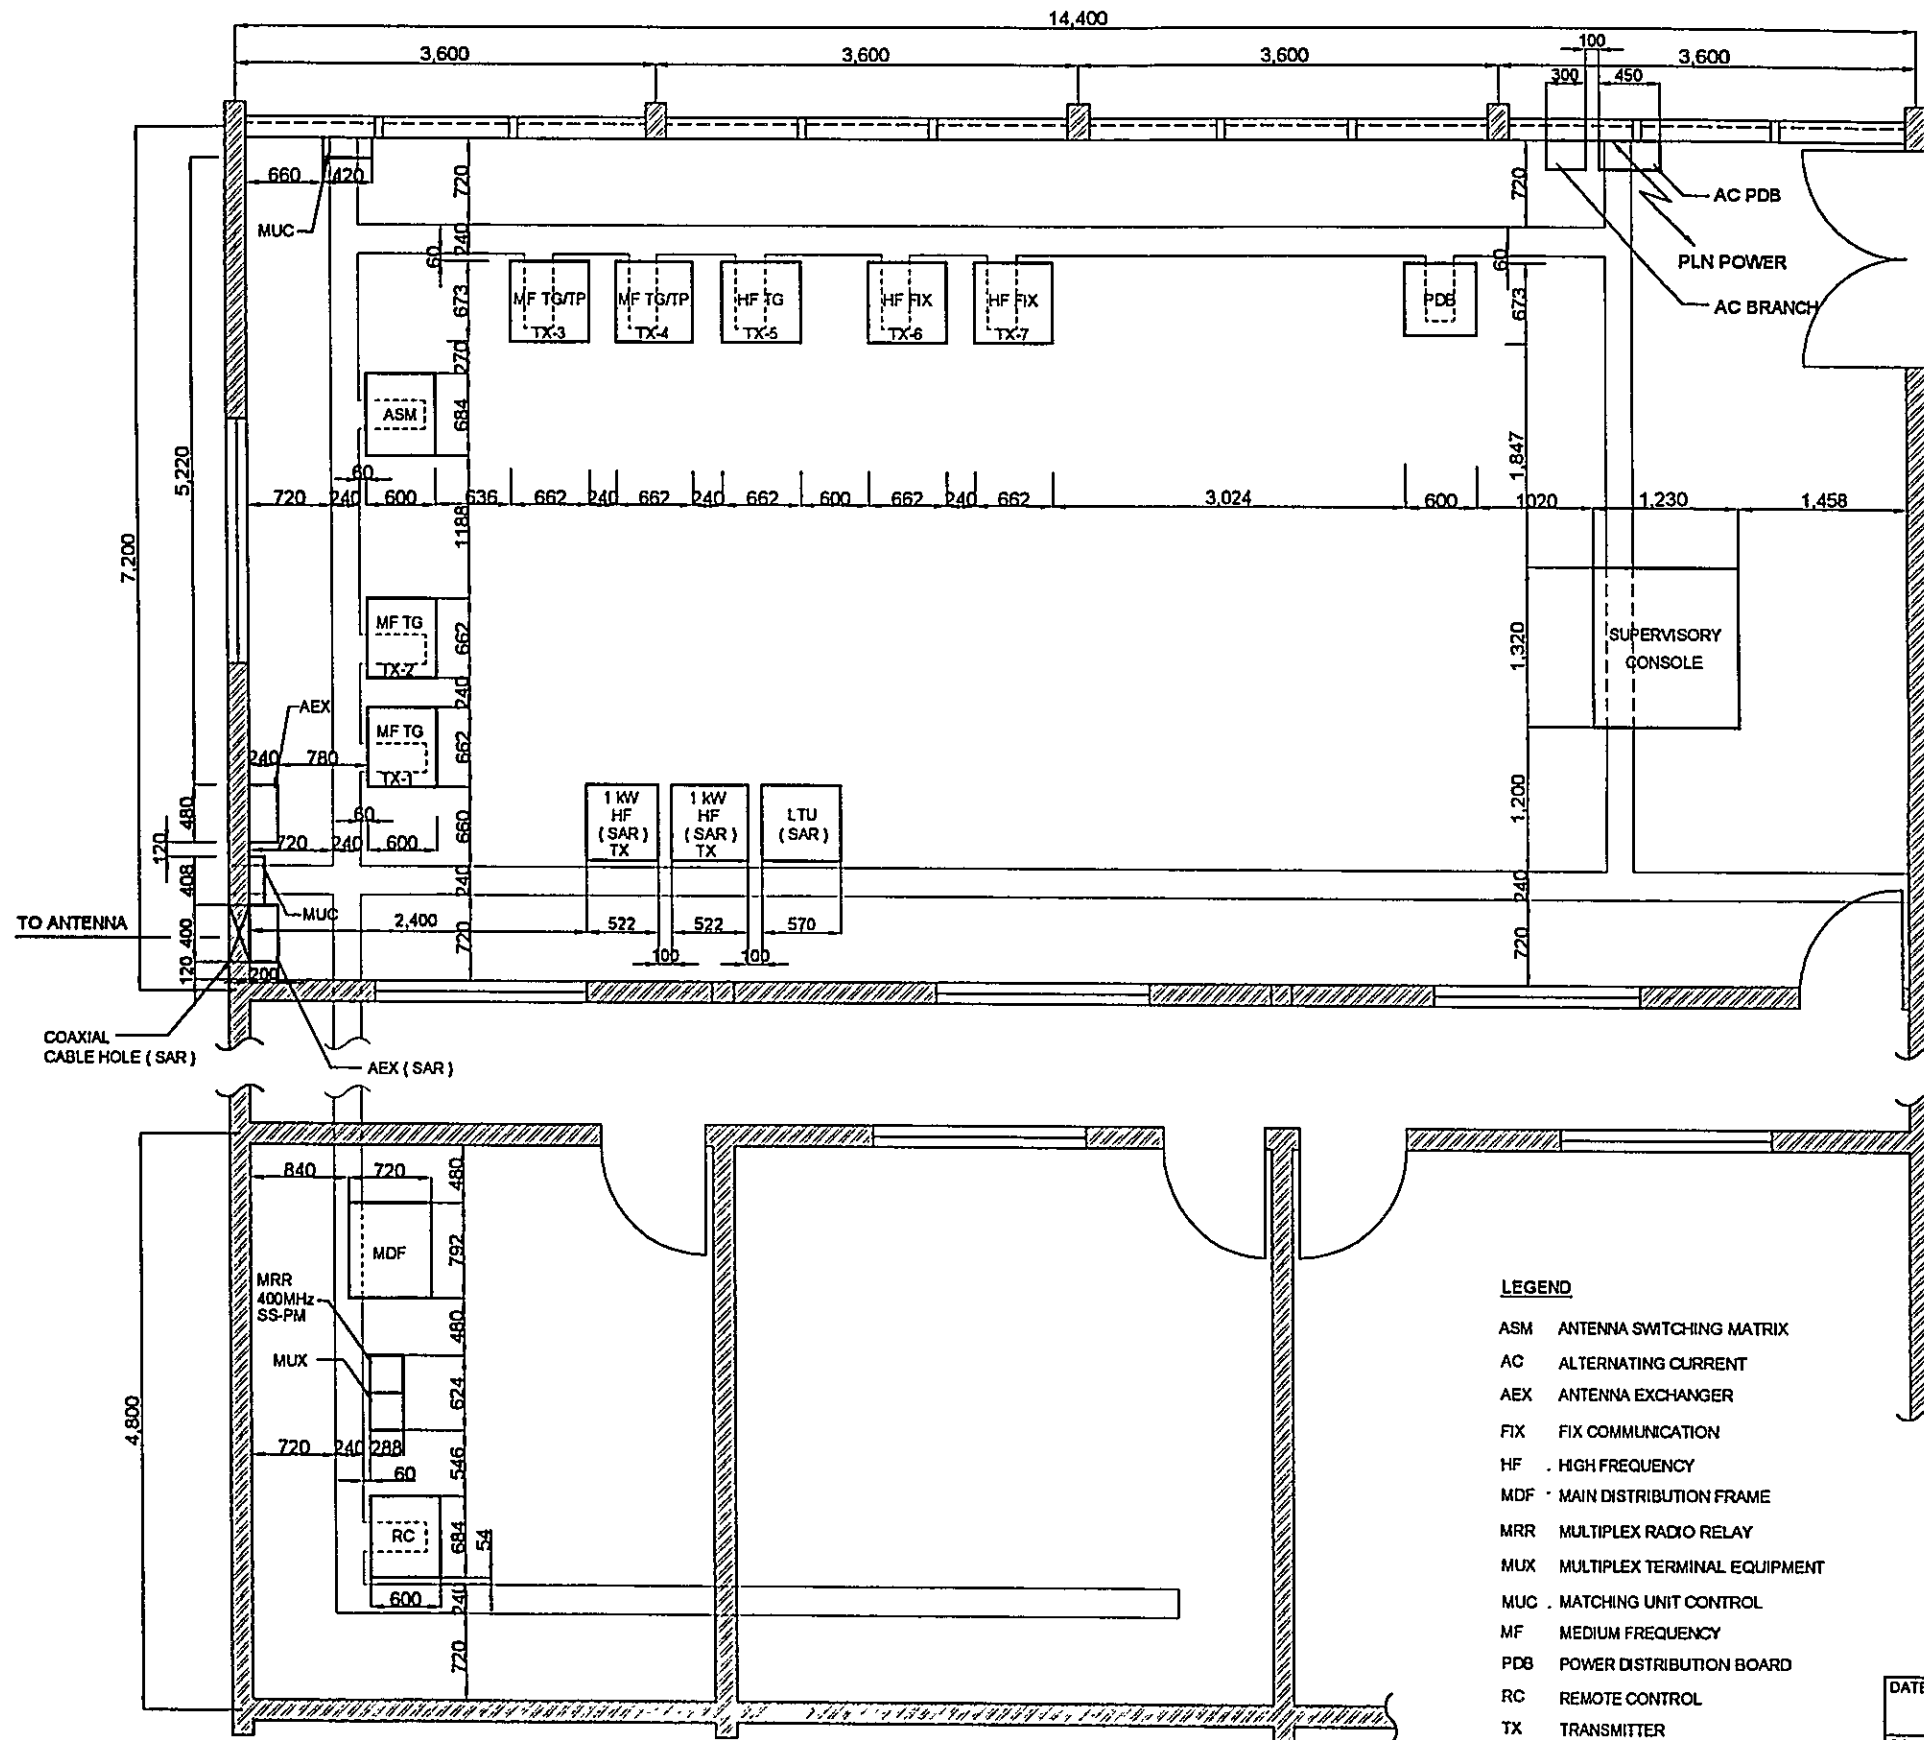 14,400
3,600
3,600
3,600
3,600
100
300
450
660
420
720
720
MUC
AC PDB
240
60
60
PLN POWER
AC BRANCH
673
673
MF TG/TP
TX-3
MF TG/TP
TX-4
HF TG
TX-5
HF FIX
TX-6
HF FIX
TX-7
PDB
270
ASM
684
5,220
7,200
1,847
60
720
240
600
636
662
240
662
240
662
600
662
240
662
3,024
600
1020
1,230
1,458
1188
MF TG
TX-2
662
1,320
SUPERVISORY
CONSOLE
240
AEX
MF TG
TX-1
662
240
780
480
60
1 kW
HF
( SAR )
TX
1 kW
HF
( SAR )
TX
LTU
( SAR )
1,200
660
120
720
240
600
408
240
240
MUC
TO ANTENNA
400
2,400
522
522
570
720
720
120
200
100
100
COAXIAL
CABLE HOLE ( SAR )
AEX ( SAR )
840
720
480
MDF
792
MRR
400MHz
SS-PM
MUX
480
624
4,800
720
240
288
60
546
RC
684
54
600
240
720
LEGEND
ASM ANTENNA SWITCHING MATRIX
AC ALTERNATING CURRENT
AEX ANTENNA EXCHANGER
FIX FIX COMMUNICATION
HF . HIGH FREQUENCY
MDF MAIN DISTRIBUTION FRAME
MRR MULTIPLEX RADIO RELAY
MUX MULTIPLEX TERMINAL EQUIPMENT
MUC . MATCHING UNIT CONTROL
MF MEDIUM FREQUENCY
PDB POWER DISTRIBUTION BOARD
RC REMOTE CONTROL
TX TRANSMITTER
DATE